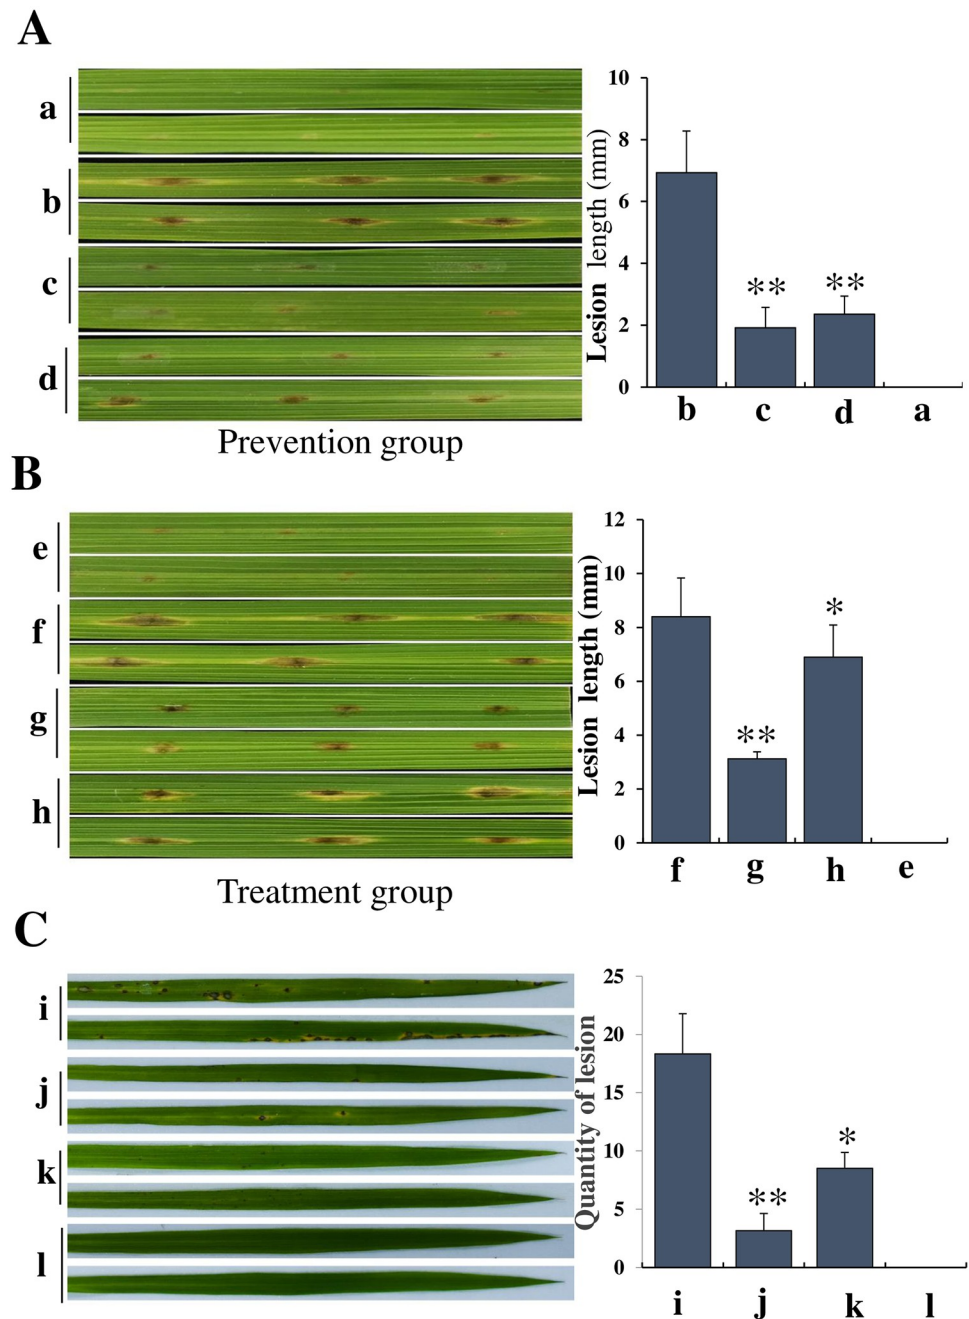 A
a
b
c
d
Prevention group
Lesion length (mm)
10
8
6
4
2
0
**
**
b c d a
B
e
f
g
h
Treatment group
Lesion length (mm)
12
10
8
6
4
2
0
**
*
f g h e
C
i
j
k
l
Quantity of lesion
25
20
15
10
5
0
**
*
i j k l